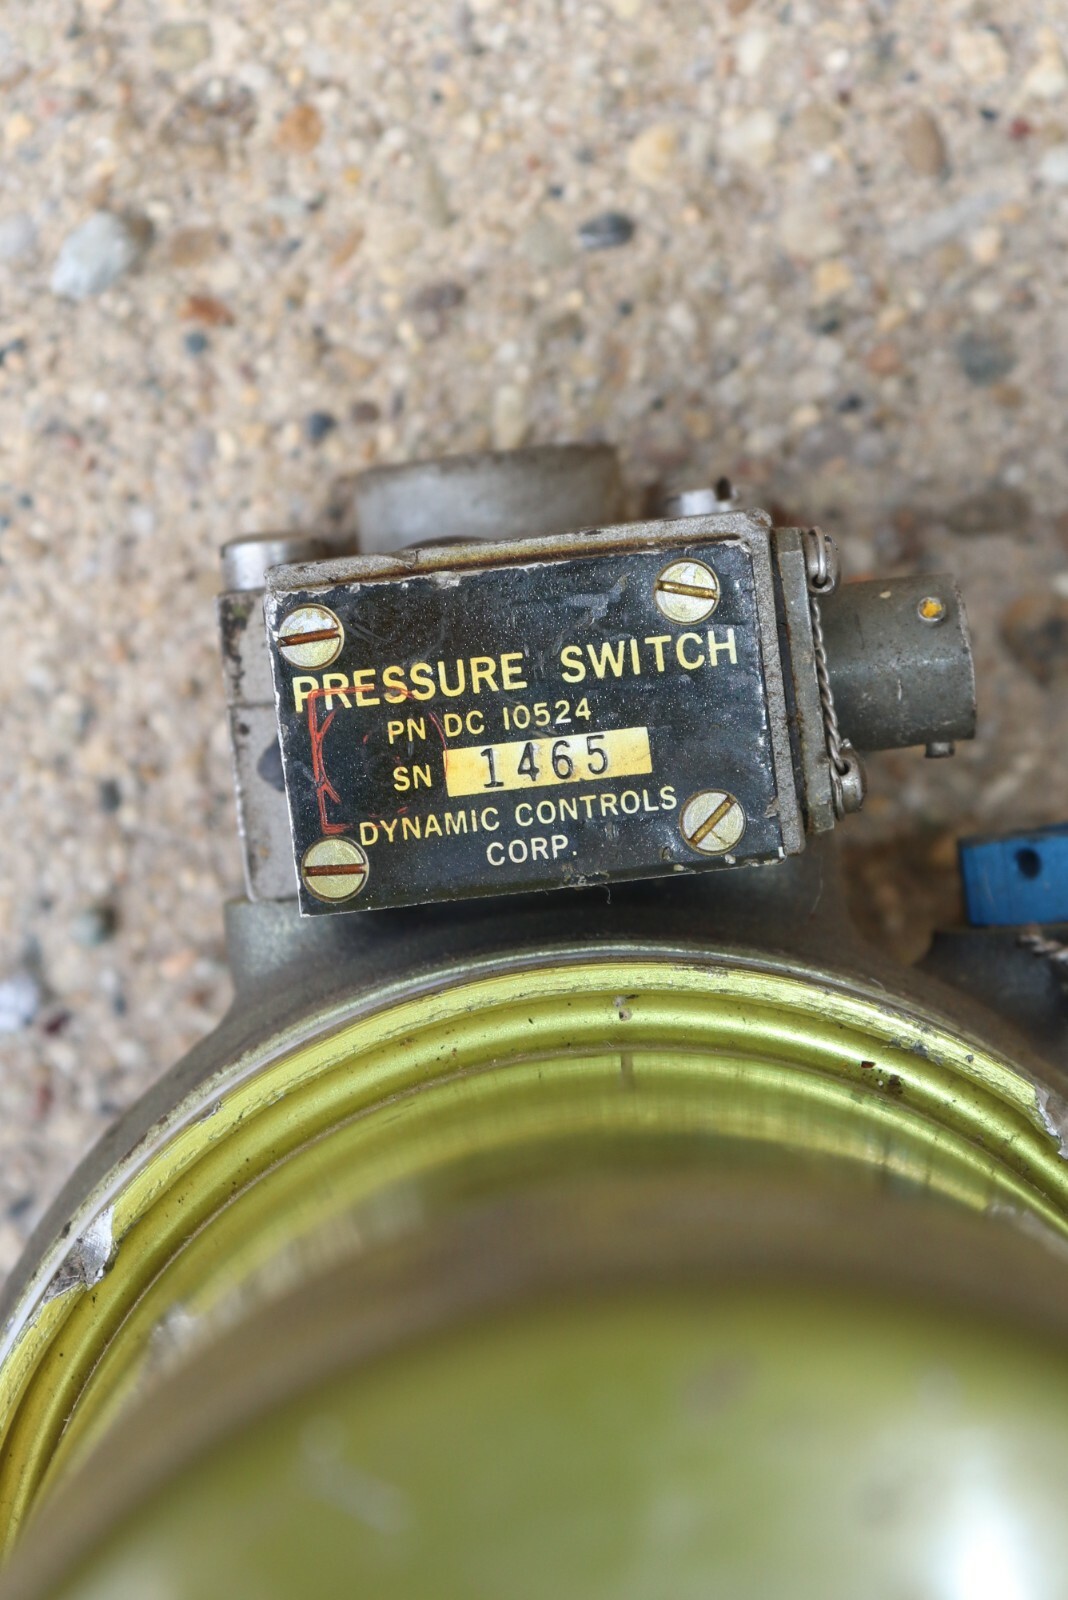 PRESSURE SWITCH
PN DC 10524
SN 1465
DYNAMIC CONTROLS
CORP.